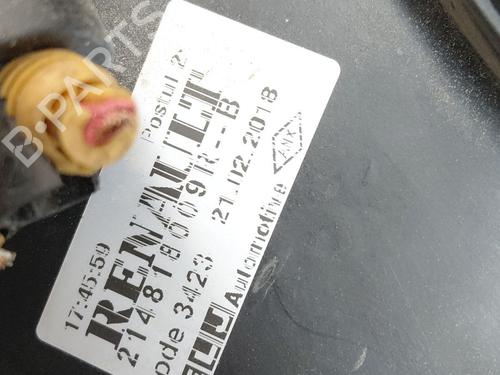 Postul 2
17:45:59
RENAULT
214818009R--B
ode 3423
21.02.2018
Automotive
B-PARTS